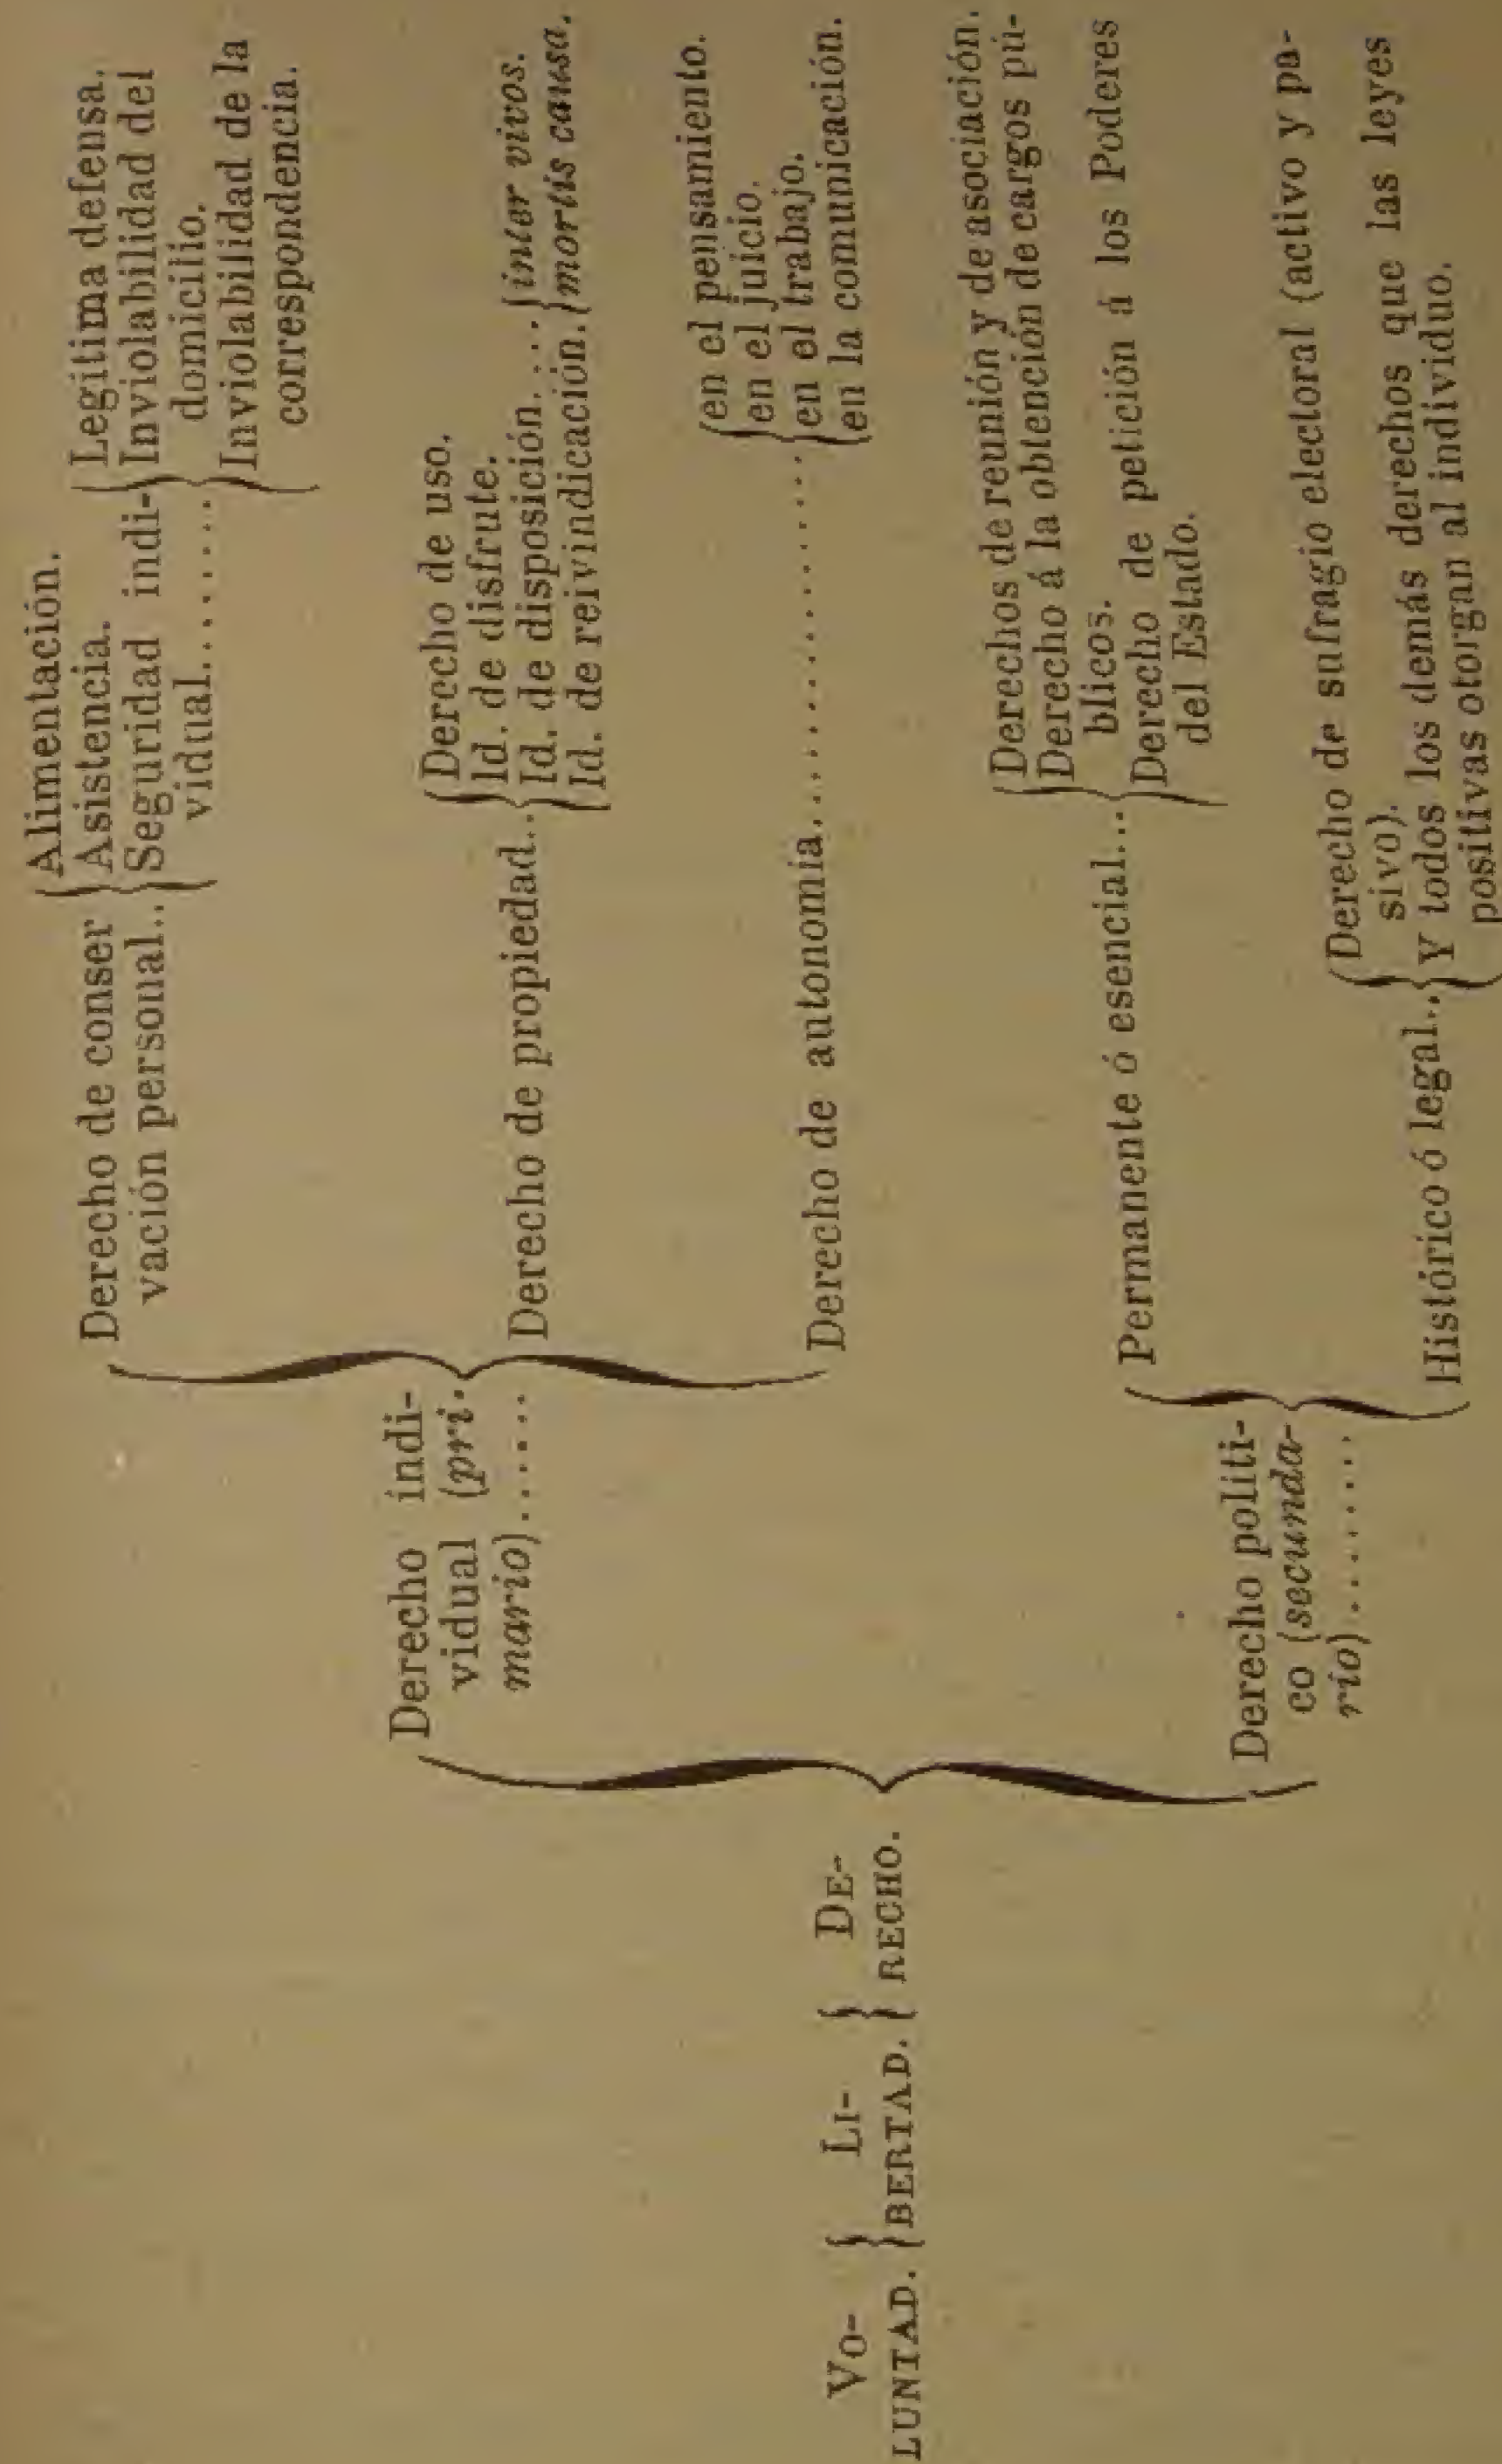 VO-
LUNTAD.
LI-
BERTAD.
DE-
RECHO.
Derecho indi-
vidual (pri-
mario)......
Derecho de conser
vación personal..
Alimentación.
Asistencia.
Seguridad indi-
vidual........
Legitima defensa.
Inviolabilidad del
domicilio.
Inviolabilidad de la
correspondencia.
Derecho de propiedad..
Derecho de uso.
Id. de disfrute.
Id. de disposición....
Id. de reivindicación.
inter vivos.
mortis causa.
Derecho de autonomia....................
en el pensamiento.
en el juicio.
en el trabajo.
en la comunicación.
Derecho politi-
co (secunda-
rio)........
Permanente ó esencial...
Derechos de reunión y de asociación.
Derecho á la obtención de cargos pú-
blicos.
Derecho de petición á los Poderes
del Estado.
Histórico ó legal..
Derecho de sufragio electoral (activo y pa-
sivo).
Y todos los demás derechos que las leyes
positivas otorgan al individuo.